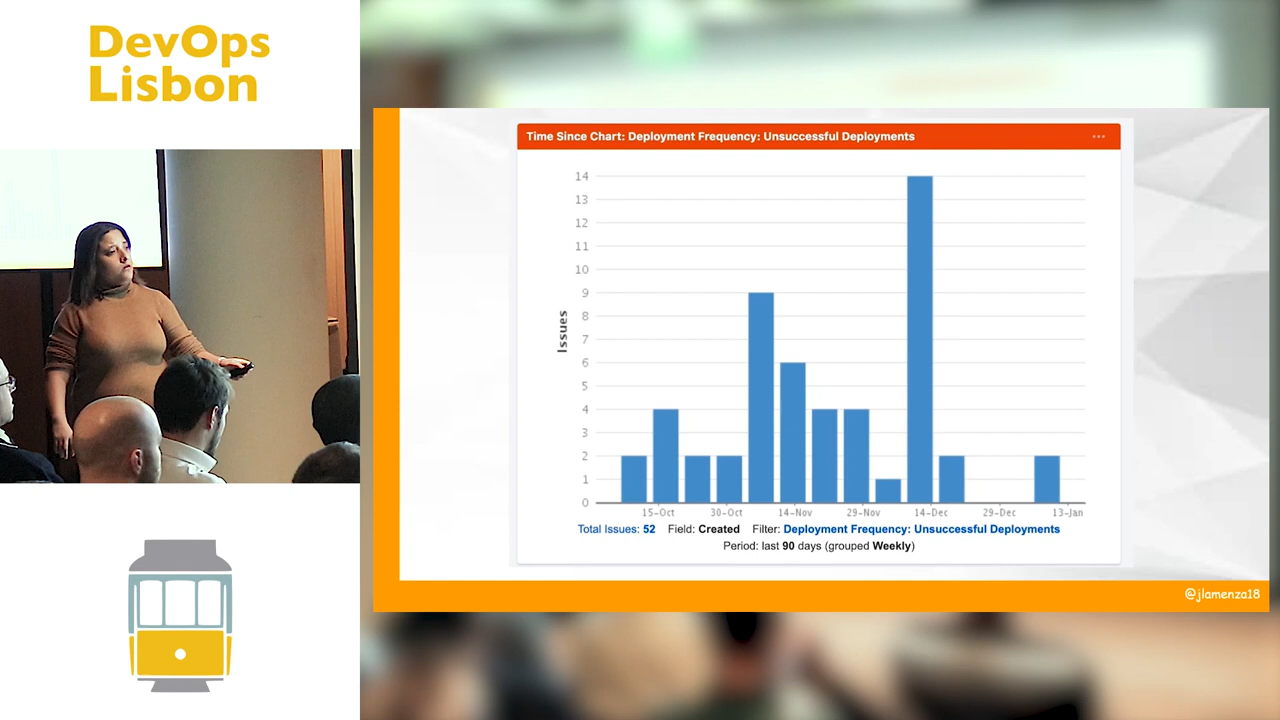 DevOps
Lisbon
Time Since Chart: Deployment Frequency: Unsuccessful Deployments
14
13
12
11
10
9
8
7
6
5
4
3
2
1
0
Issues
15-Oct 30-Oct 14-Nov 29-Nov 14-Dec 29-Dec 13-Jan
Total Issues: 52 Field: Created Filter: Deployment Frequency: Unsuccessful Deployments
Period: last 90 days (grouped Weekly)
@jlamenza18